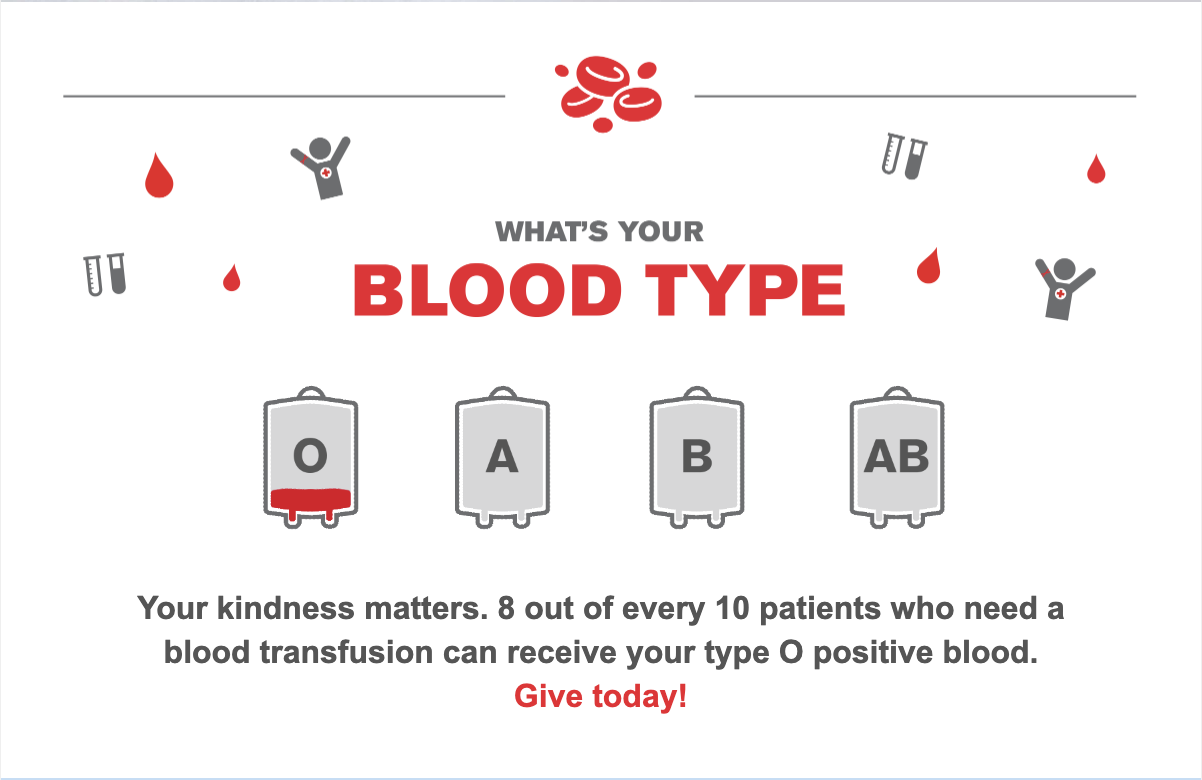 WHAT'S YOUR
BLOOD TYPE
O A B AB
Your kindness matters. 8 out of every 10 patients who need a
blood transfusion can receive your type O positive blood.
Give today!